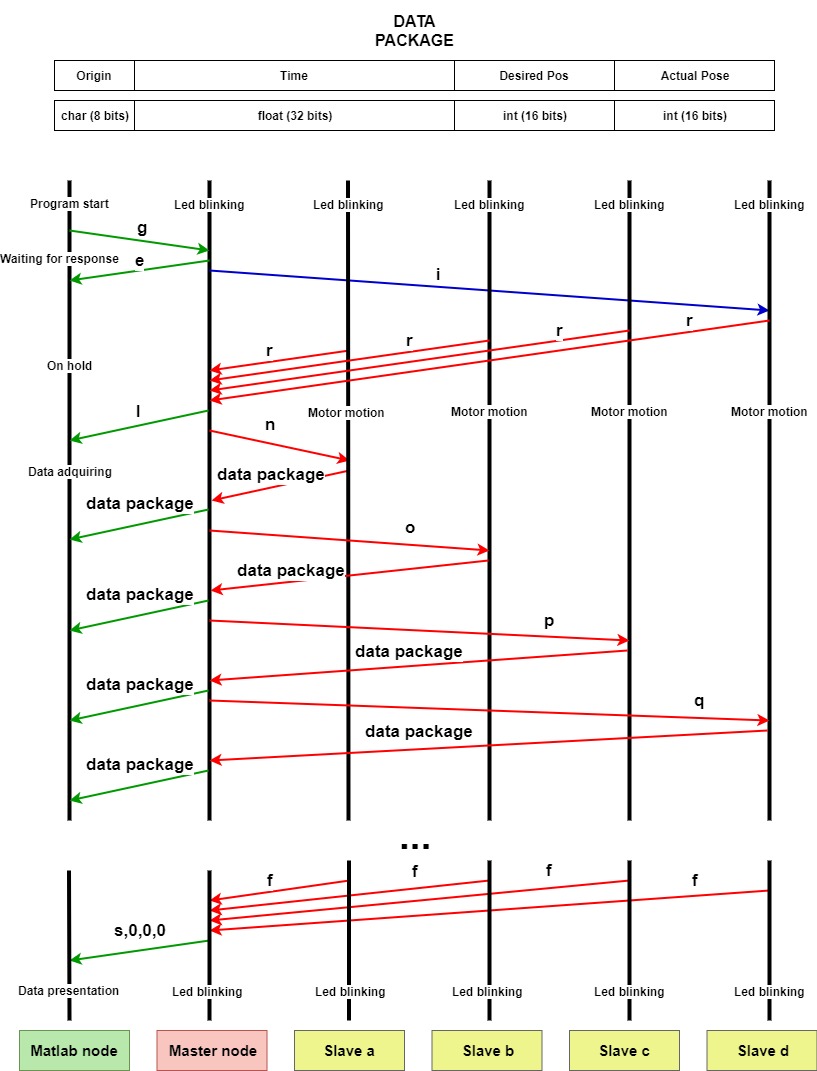 DATA
PACKAGE
Origin Time Desired Pos Actual Pose
char (8 bits) float (32 bits) int (16 bits) int (16 bits)
Program start Led blinking Led blinking Led blinking Led blinking Led blinking
g
Waiting for response e
i
r r r r
On hold
l Motor motion Motor motion Motor motion Motor motion
n
Data adquiring data package
data package
o
data package
data package
p
data package
data package
q
data package
data package
...
f f f f
s,0,0,0
Data presentation Led blinking Led blinking Led blinking Led blinking Led blinking
Matlab node Master node Slave a Slave b Slave c Slave d